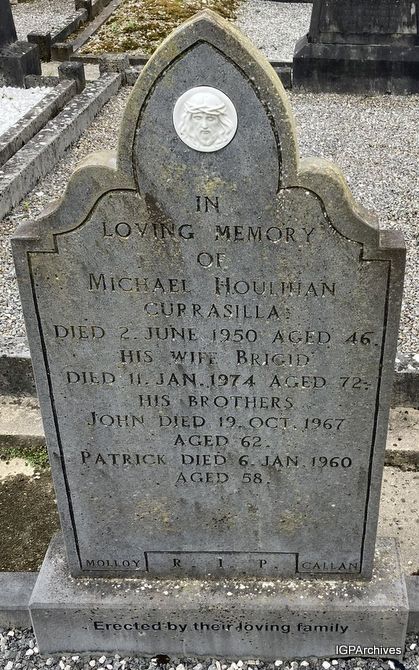 IN
LOVING MEMORY
OF
MICHAEL HOULIHAN
CURRASILLA
DIED 2. JUNE 1950 AGED 46.
HIS WIFE BRIGID
DIED 11. JAN. 1974 AGED 72.
HIS BROTHERS
JOHN DIED 19. OCT. 1967
AGED 62.
PATRICK DIED 6. JAN. 1960
AGED 58.
MOLLOY R. I. P. CALLAN
Erected by their loving family
IGPArchives